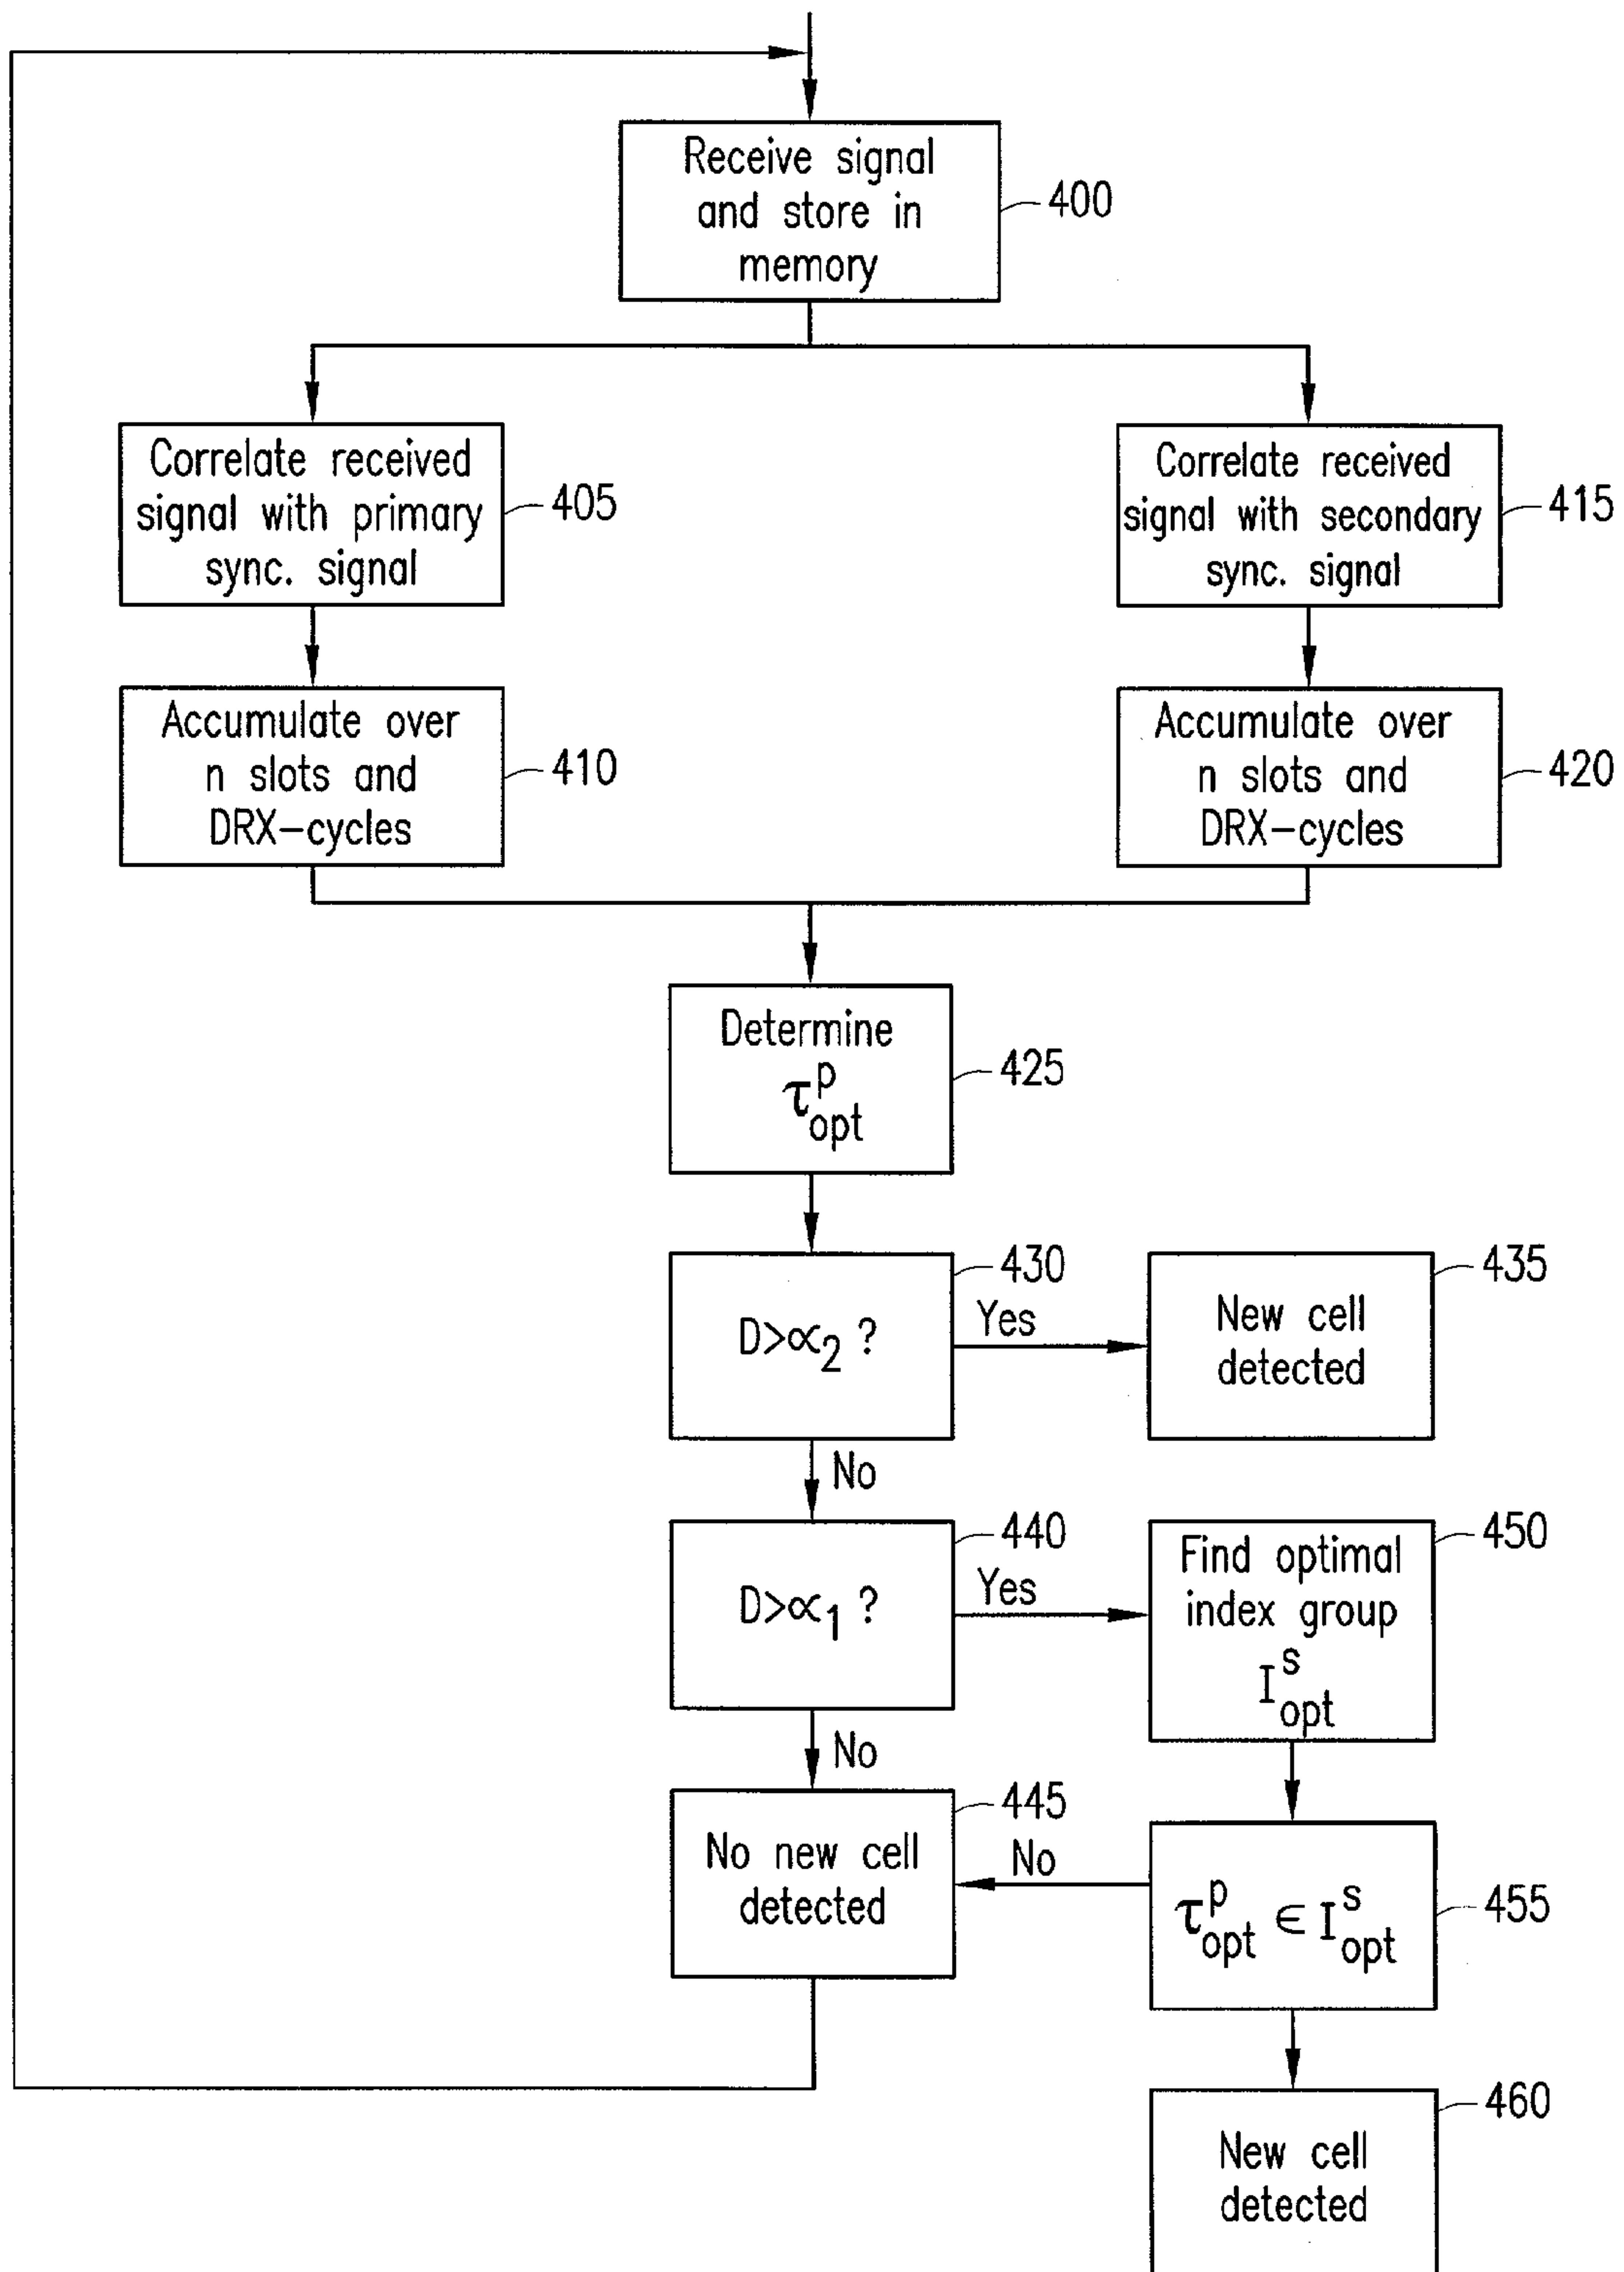 Receive signal
and store in
memory
400
Correlate received
signal with primary
sync. signal
405
Correlate received
signal with secondary
sync. signal
415
Accumulate over
n slots and
DRX-cycles
410
Accumulate over
n slots and
DRX-cycles
420
Determine
τ^p_opt
425
D>∝₂ ?
430
Yes
New cell
detected
435
No
D>∝₁ ?
440
Yes
Find optimal
index group
I^s_opt
450
No
No new cell
detected
445
No
τ^p_opt ∈ I^s_opt
455
New cell
detected
460